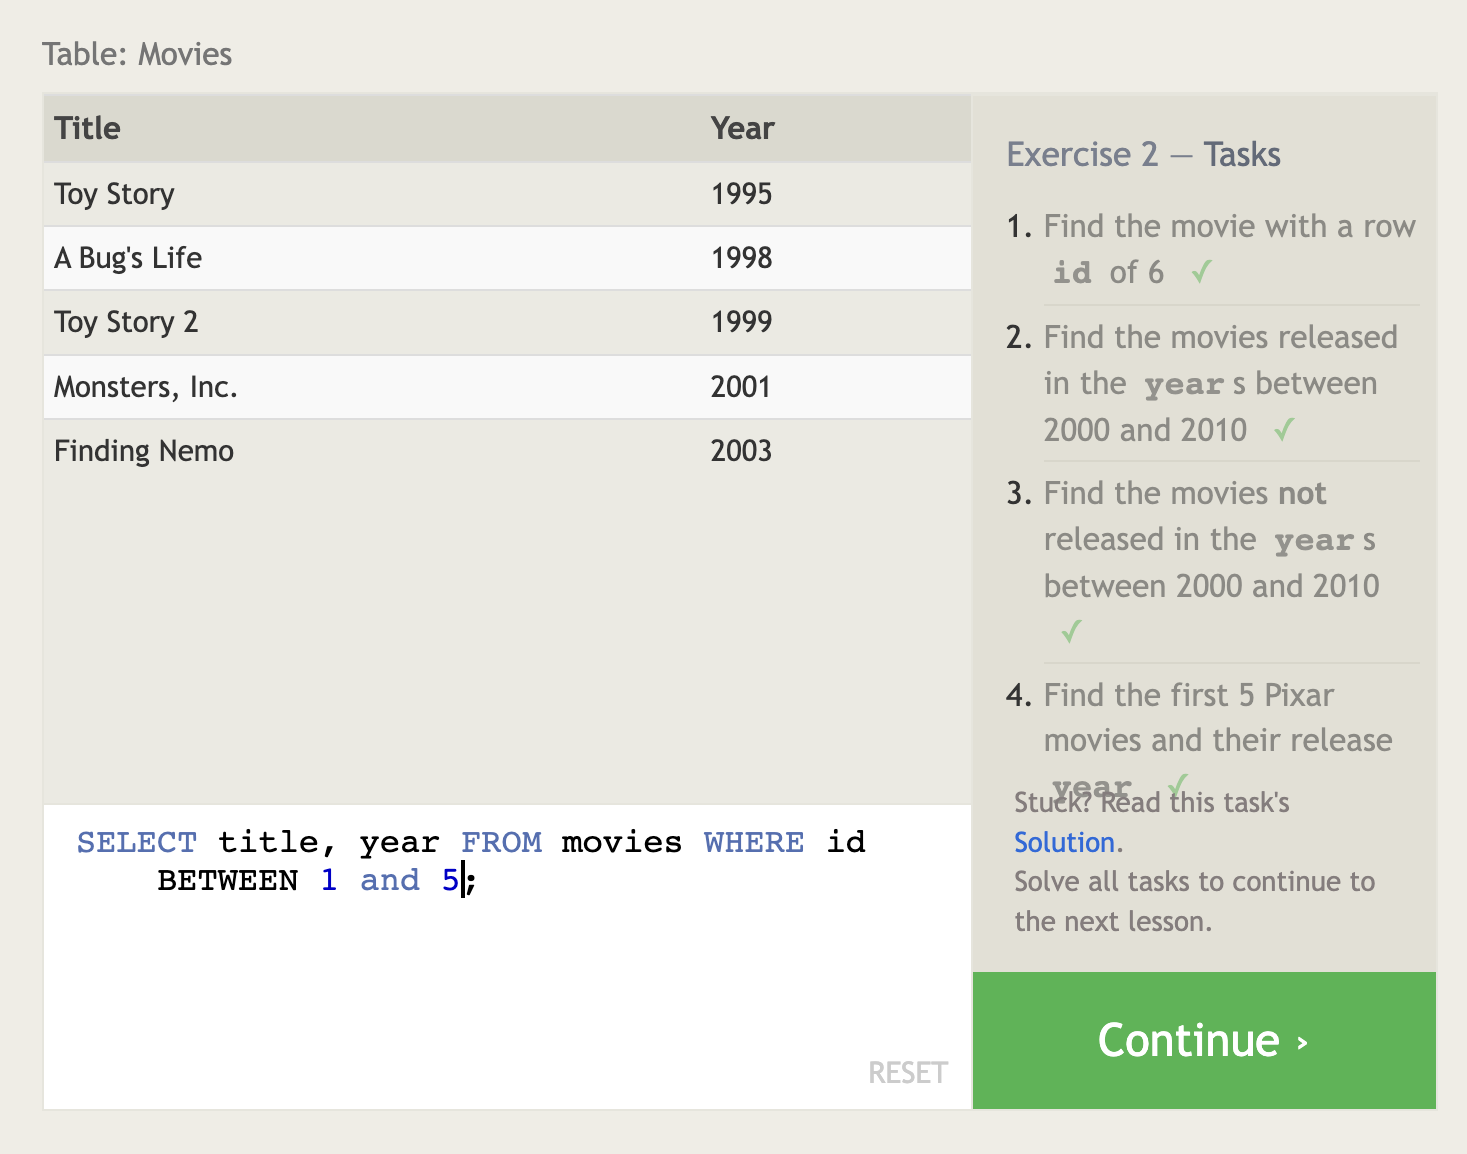 Table: Movies
Title Year
Toy Story 1995
A Bug's Life 1998
Toy Story 2 1999
Monsters, Inc. 2001
Finding Nemo 2003
SELECT title, year FROM movies WHERE id
BETWEEN 1 and 5;
RESET
Exercise 2 — Tasks
1. Find the movie with a row
id of 6 ✓
2. Find the movies released
in the year s between
2000 and 2010 ✓
3. Find the movies not
released in the year s
between 2000 and 2010
✓
4. Find the first 5 Pixar
movies and their release
year ✓
Stuck? Read this task's
Solution.
Solve all tasks to continue to
the next lesson.
Continue ›